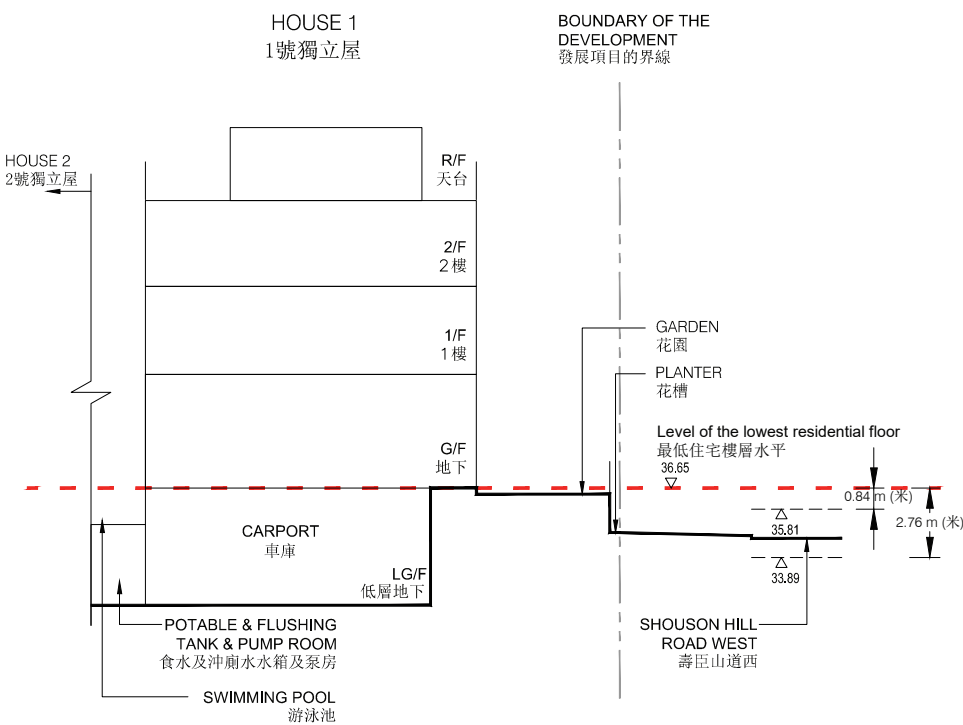 HOUSE 1
1號獨立屋
BOUNDARY OF THE
DEVELOPMENT
發展項目的界線
HOUSE 2
2號獨立屋
R/F
天台
2/F
2樓
1/F
1樓
G/F
地下
GARDEN
花園
PLANTER
花槽
Level of the lowest residential floor
最低住宅樓層水平
36.65
0.84 m (米)
35.81
2.76 m (米)
33.89
CARPORT
車庫
LG/F
低層地下
POTABLE & FLUSHING
TANK & PUMP ROOM
食水及沖廁水水箱及泵房
SHOUSON HILL
ROAD WEST
壽臣山道西
SWIMMING POOL
游泳池